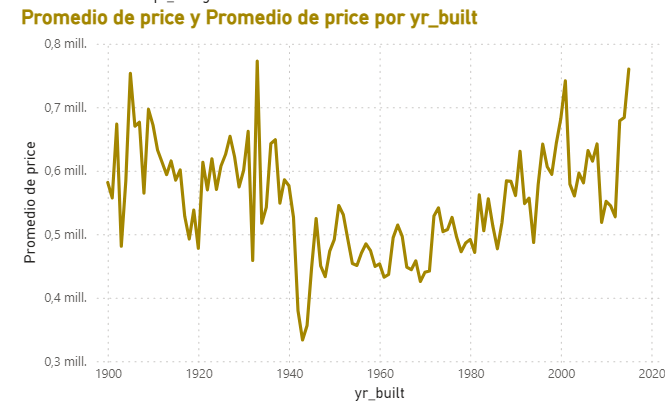 Promedio de price y Promedio de price por yr_built
0,8 mill.
0,7 mill.
0,6 mill.
0,5 mill.
0,4 mill.
0,3 mill.
Promedio de price
1900 1920 1940 1960 1980 2000 2020
yr_built